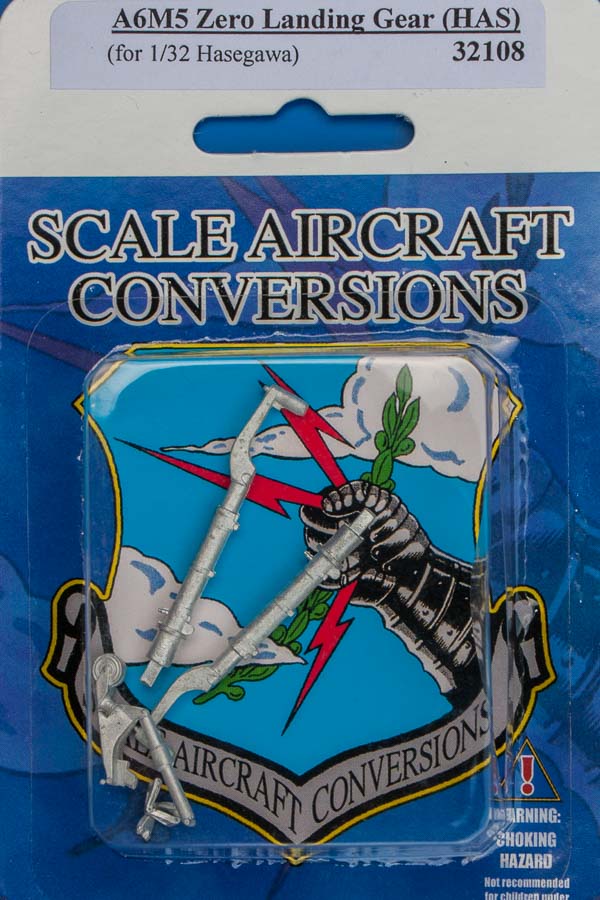 A6M5 Zero Landing Gear (HAS)
(for 1/32 Hasegawa) 32108
SCALE AIRCRAFT
CONVERSIONS
AIRCRAFT CONVERSIONS
!
WARNING:
CHOKING
HAZARD
Not recommended
for children under